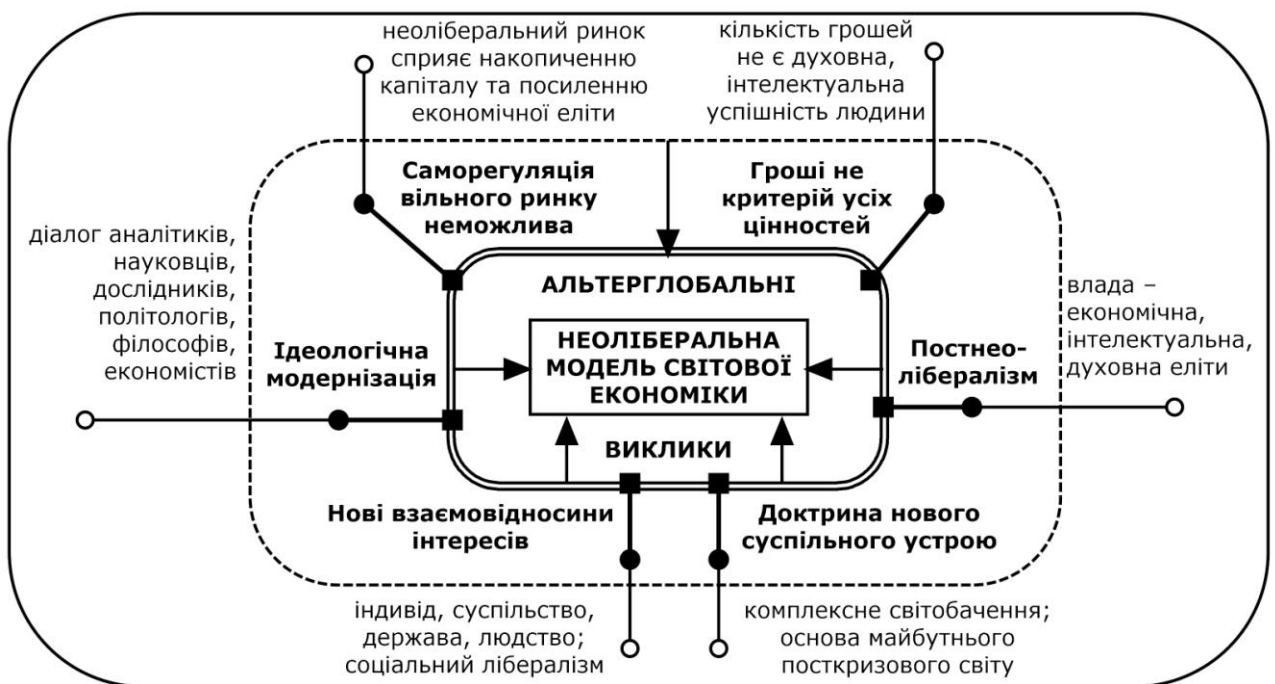 неоліберальний ринок
сприяє накопиченню
капіталу та посиленню
економічної еліти
кількість грошей
не є духовна,
інтелектуальна
успішність людини
Саморегуляція
вільного ринку
неможлива
Гроші не
критерій усіх
цінностей
діалог аналітиків,
науковців,
дослідників,
політологів,
філософів,
економістів
Ідеологічна
модернізація
АЛЬТЕРГЛОБАЛЬНІ
НЕОЛІБЕРАЛЬНА
МОДЕЛЬ СВІТОВОЇ
ЕКОНОМІКИ
ВИКЛИКИ
Постнео-
лібералізм
влада –
економічна,
інтелектуальна,
духовна еліти
Нові взаємовідносини
інтересів
Доктрина нового
суспільного устрою
індивід, суспільство,
держава, людство;
соціальний лібералізм
комплексне світобачення;
основа майбутнього
посткризового світу